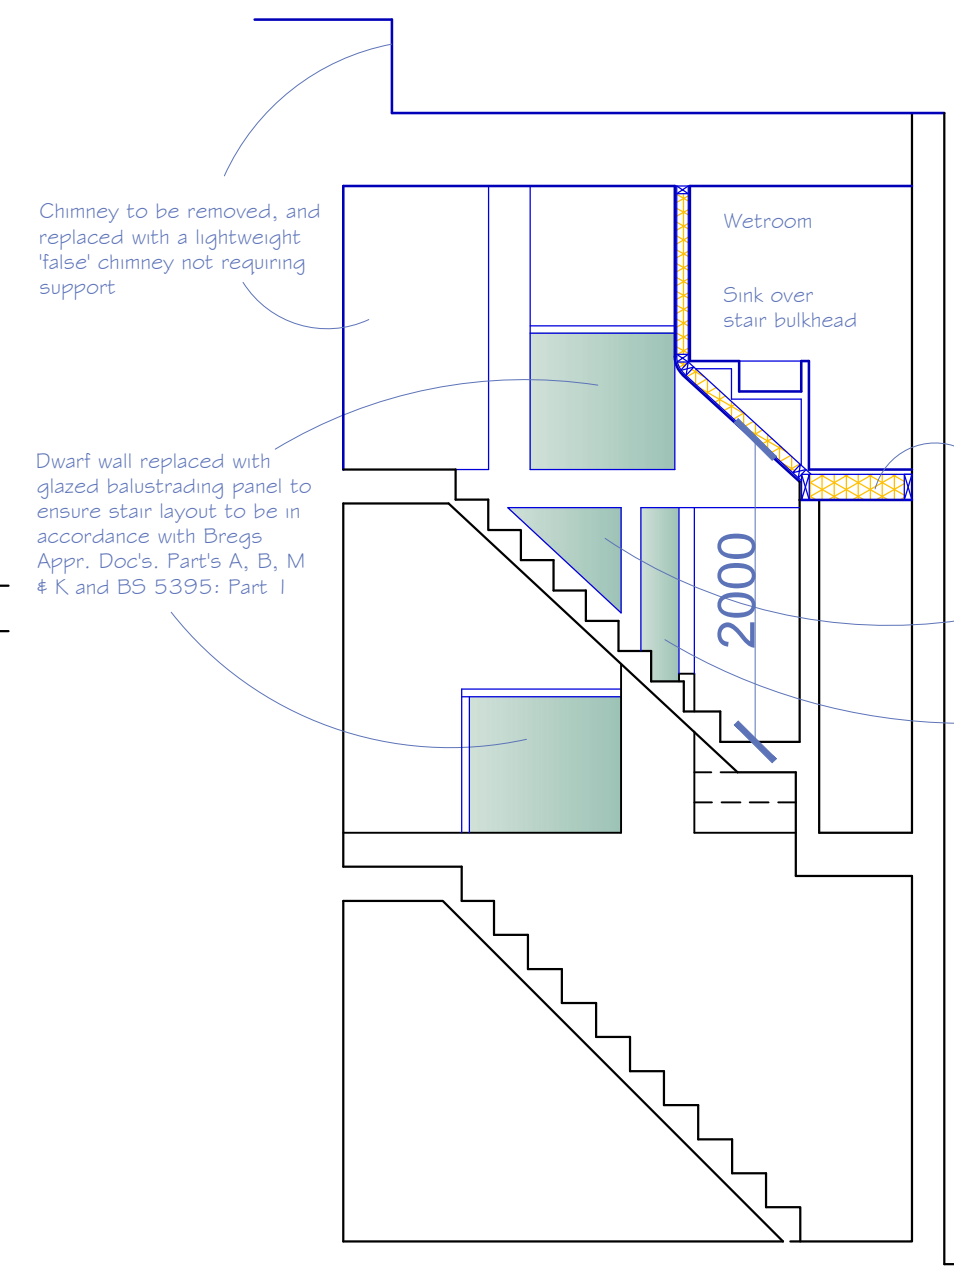 Chimney to be removed, and
replaced with a lightweight
'false' chimney not requiring
support
Wetroom
Sink over
stair bulkhead
Dwarf wall replaced with
glazed balustrading panel to
ensure stair layout to be in
accordance with Bregs
Appr. Doc's. Part's A, B, M
& K and BS 5395: Part 1
2000